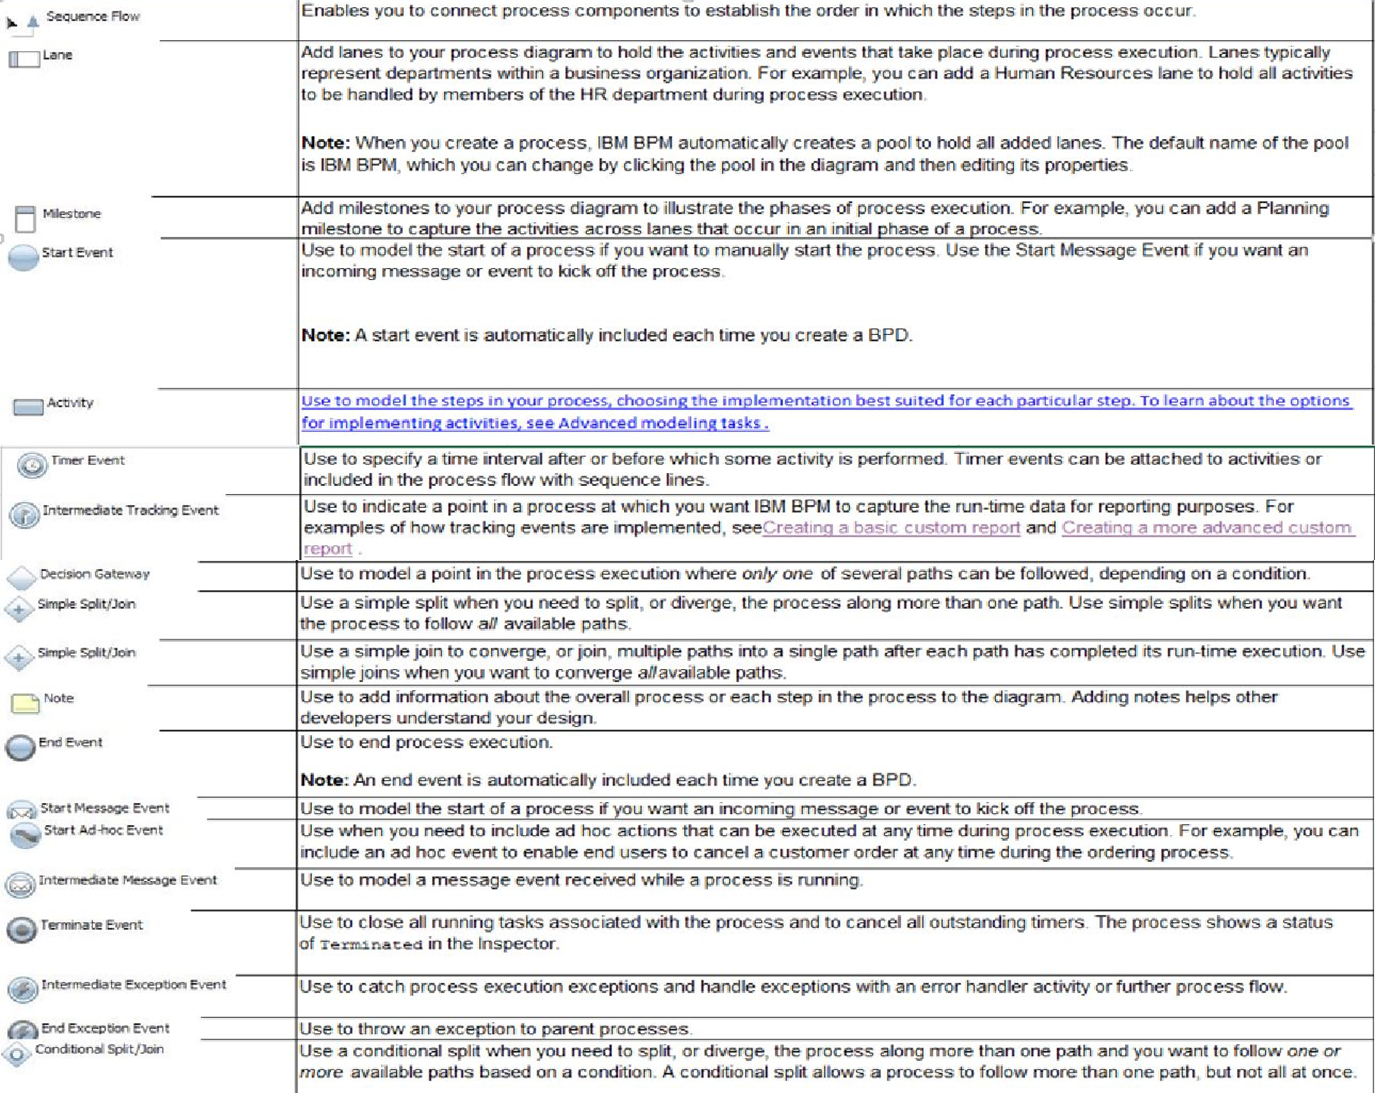 Sequence Flow
Enables you to connect process components to establish the order in which the steps in the process occur.
Lane
Add lanes to your process diagram to hold the activities and events that take place during process execution. Lanes typically
represent departments within a business organization. For example, you can add a Human Resources lane to hold all activities
to be handled by members of the HR department during process execution.
Note: When you create a process, IBM BPM automatically creates a pool to hold all added lanes. The default name of the pool
is IBM BPM, which you can change by clicking the pool in the diagram and then editing its properties.
Milestone
Add milestones to your process diagram to illustrate the phases of process execution. For example, you can add a Planning
milestone to capture the activities across lanes that occur in an initial phase of a process.
Start Event
Use to model the start of a process if you want to manually start the process. Use the Start Message Event if you want an
incoming message or event to kick off the process.
Note: A start event is automatically included each time you create a BPD.
Activity
Use to model the steps in your process, choosing the implementation best suited for each particular step. To learn about the options
for implementing activities, see Advanced modeling tasks .
Timer Event
Use to specify a time interval after or before which some activity is performed. Timer events can be attached to activities or
included in the process flow with sequence lines.
Intermediate Tracking Event
Use to indicate a point in a process at which you want IBM BPM to capture the run-time data for reporting purposes. For
examples of how tracking events are implemented, seeCreating a basic custom report and Creating a more advanced custom
report .
Decision Gateway
Use to model a point in the process execution where only one of several paths can be followed, depending on a condition.
Simple Split/Join
Use a simple split when you need to split, or diverge, the process along more than one path. Use simple splits when you want
the process to follow all available paths.
Simple Split/Join
Use a simple join to converge, or join, multiple paths into a single path after each path has completed its run-time execution. Use
simple joins when you want to converge allavailable paths.
Note
Use to add information about the overall process or each step in the process to the diagram. Adding notes helps other
developers understand your design.
End Event
Use to end process execution.
Note: An end event is automatically included each time you create a BPD.
Start Message Event
Use to model the start of a process if you want an incoming message or event to kick off the process.
Start Ad-hoc Event
Use when you need to include ad hoc actions that can be executed at any time during process execution. For example, you can
include an ad hoc event to enable end users to cancel a customer order at any time during the ordering process.
Intermediate Message Event
Use to model a message event received while a process is running.
Terminate Event
Use to close all running tasks associated with the process and to cancel all outstanding timers. The process shows a status
of Terminated in the Inspector.
Intermediate Exception Event
Use to catch process execution exceptions and handle exceptions with an error handler activity or further process flow.
End Exception Event
Use to throw an exception to parent processes.
Conditional Split/Join
Use a conditional split when you need to split, or diverge, the process along more than one path and you want to follow one or
more available paths based on a condition. A conditional split allows a process to follow more than one path, but not all at once.